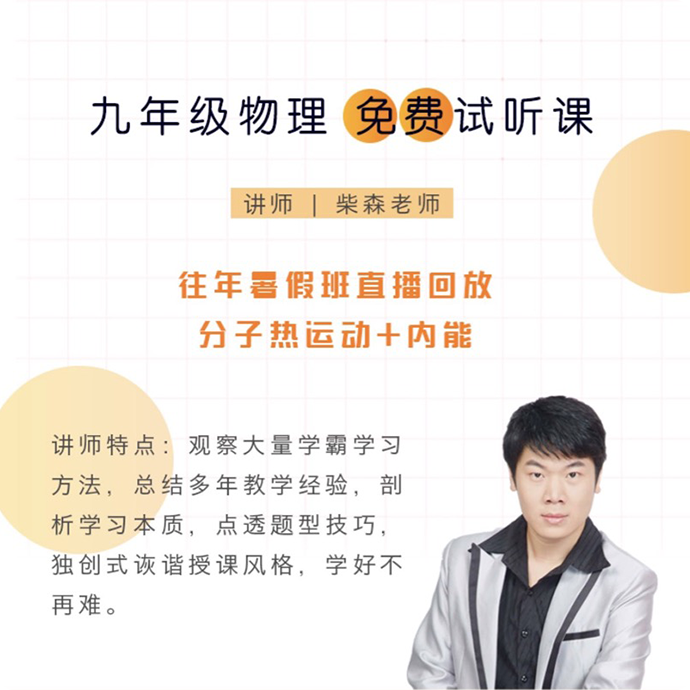 九年级物理 免费试听课
讲师 | 柴森老师
往年暑假班直播回放
分子热运动+内能
讲师特点：观察大量学霸学习
方法，总结多年教学经验，剖
析学习本质，点透题型技巧，
独创式诙谐授课风格，学好不
再难。